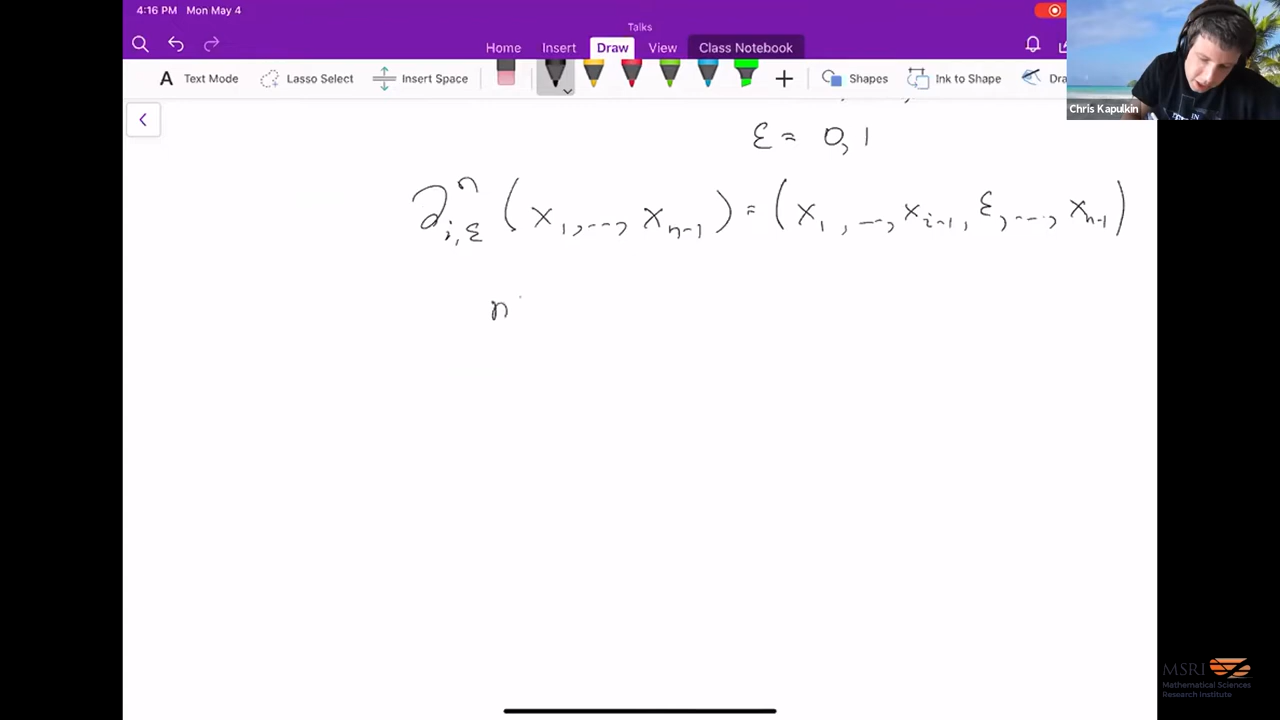 4:16 PM Mon May 4
Talks
Home Insert Draw View Class Notebook
Text Mode Lasso Select Insert Space Shapes Ink to Shape Dra
Chris Kapulkin
ε = 0, 1
∂ⁿᵢ,ε (x₁, ..., xₙ₋₁) = (x₁, ..., xᵢ₋₁, ε, ..., xₙ₋₁)
n
MSRI
Mathematical Sciences
Research Institute